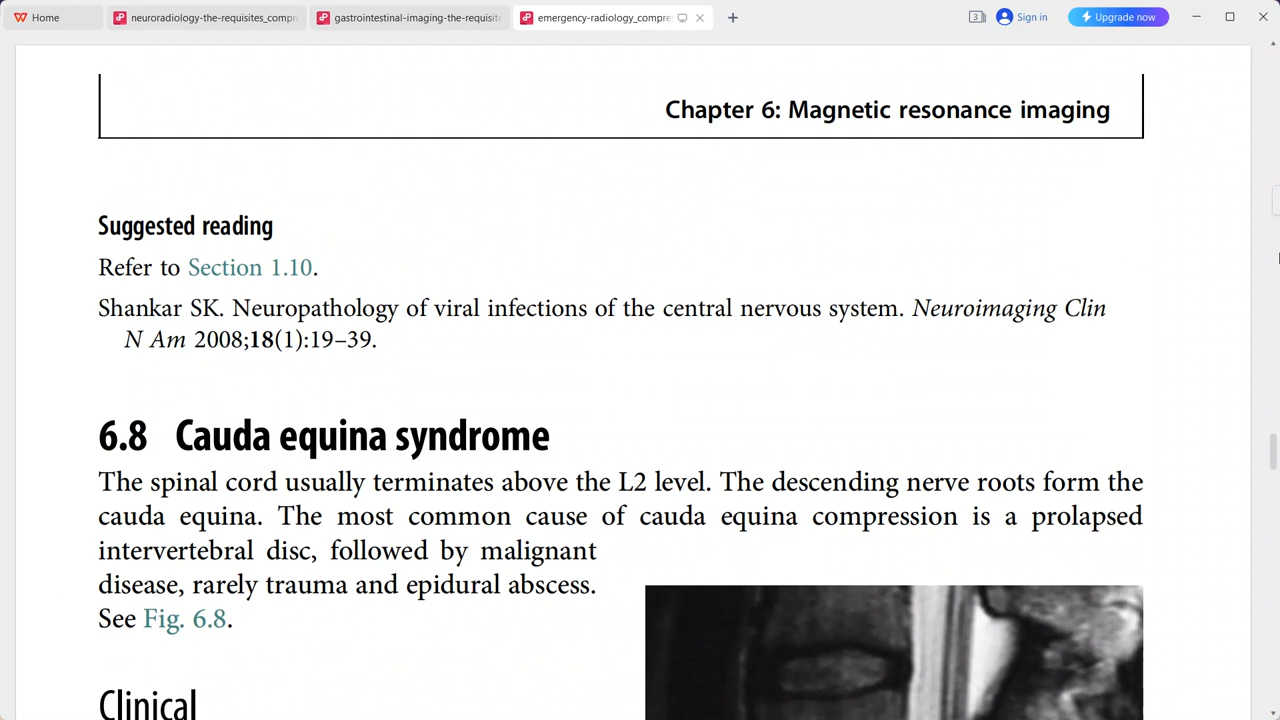 Home
neuroradiology-the-requisites_compr
gastrointestinal-imaging-the-requisite
emergency-radiology_compre
3
Sign in
Upgrade now
Chapter 6: Magnetic resonance imaging
Suggested reading
Refer to Section 1.10.
Shankar SK. Neuropathology of viral infections of the central nervous system. Neuroimaging Clin
N Am 2008;18(1):19–39.
6.8 Cauda equina syndrome
The spinal cord usually terminates above the L2 level. The descending nerve roots form the
cauda equina. The most common cause of cauda equina compression is a prolapsed
intervertebral disc, followed by malignant
disease, rarely trauma and epidural abscess.
See Fig. 6.8.
Clinical